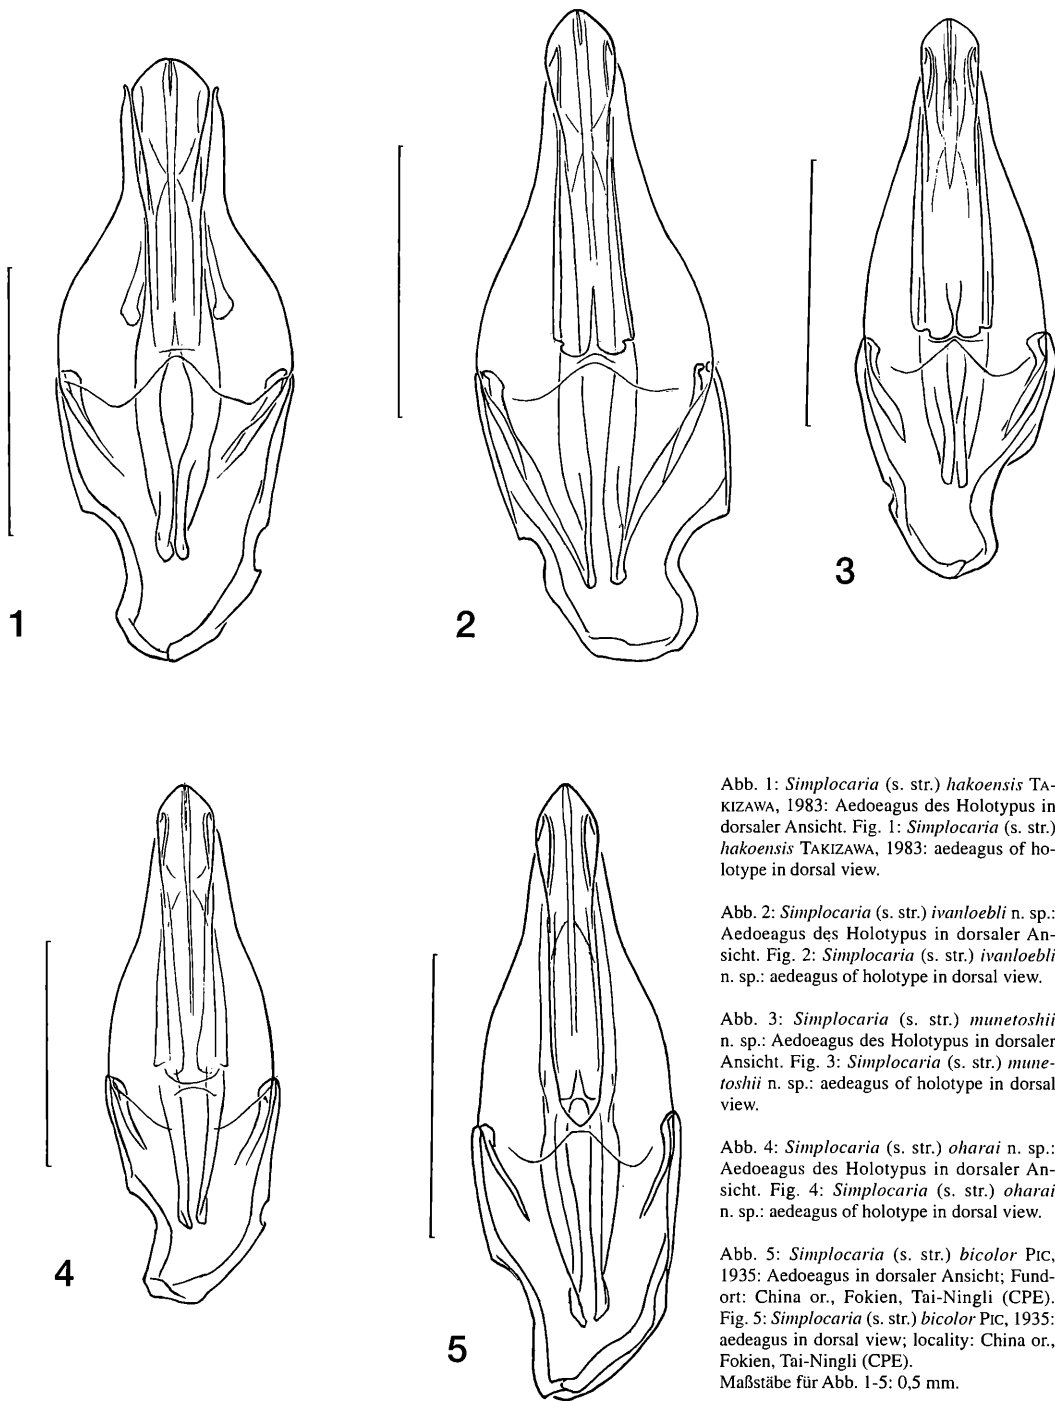 1
2
3
4
5
Abb. 1: Simplocaria (s. str.) hakoensis TA-
KIZAWA, 1983: Aedoeagus des Holotypus in
dorsaler Ansicht. Fig. 1: Simplocaria (s. str.)
hakoensis TAKIZAWA, 1983: aedeagus of ho-
lotype in dorsal view.
Abb. 2: Simplocaria (s. str.) ivanloebli n. sp.:
Aedoeagus des Holotypus in dorsaler An-
sicht. Fig. 2: Simplocaria (s. str.) ivanloebli
n. sp.: aedeagus of holotype in dorsal view.
Abb. 3: Simplocaria (s. str.) munetoshii
n. sp.: Aedoeagus des Holotypus in dorsaler
Ansicht. Fig. 3: Simplocaria (s. str.) mune-
toshii n. sp.: aedeagus of holotype in dorsal
view.
Abb. 4: Simplocaria (s. str.) oharai n. sp.:
Aedoeagus des Holotypus in dorsaler An-
sicht. Fig. 4: Simplocaria (s. str.) oharai
n. sp.: aedeagus of holotype in dorsal view.
Abb. 5: Simplocaria (s. str.) bicolor PIC,
1935: Aedoeagus in dorsaler Ansicht; Fund-
ort: China or., Fokien, Tai-Ningli (CPE).
Fig. 5: Simplocaria (s. str.) bicolor PIC, 1935:
aedeagus in dorsal view; locality: China or.,
Fokien, Tai-Ningli (CPE).
Maßstäbe für Abb. 1-5: 0,5 mm.